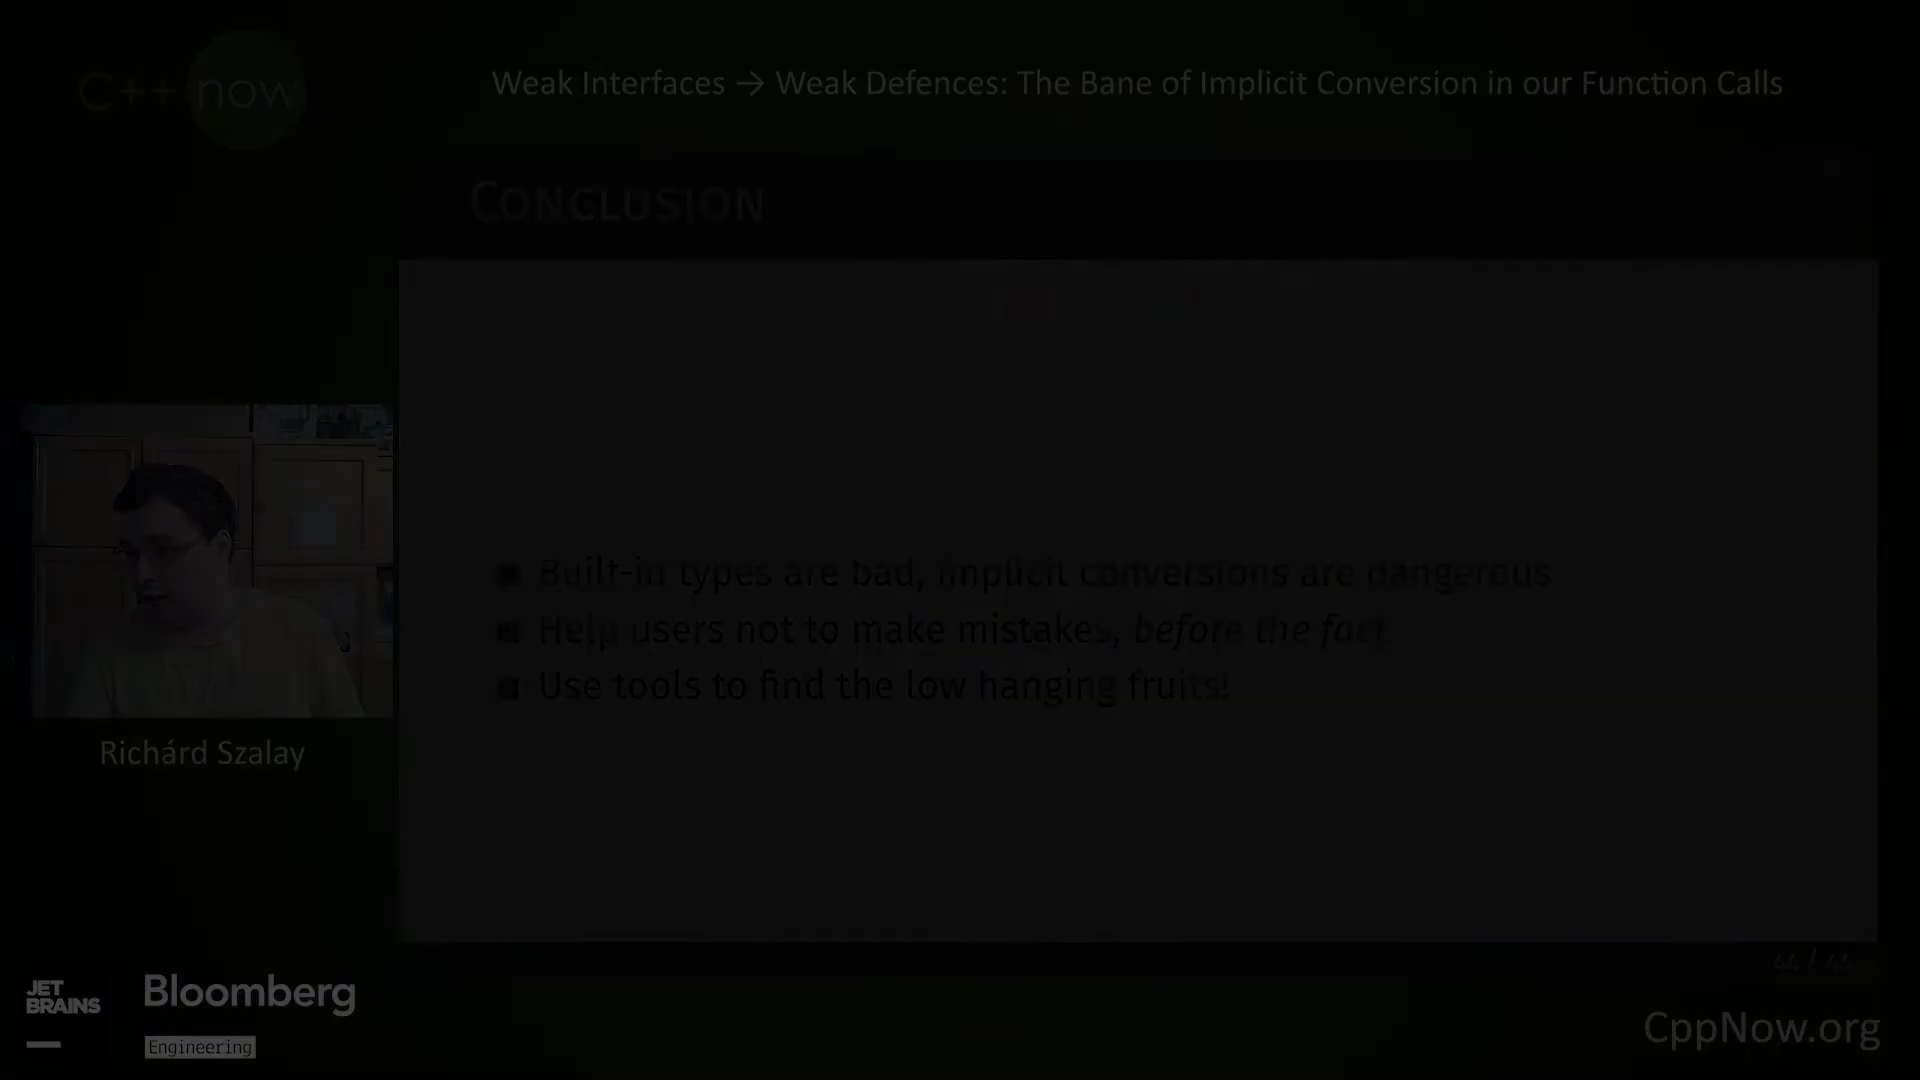 C++ now
Weak Interfaces → Weak Defences: The Bane of Implicit Conversion in our Function Calls
CONCLUSION
■ Built-in types are bad, implicit conversions are dangerous
■ Help users not to make mistakes, before the fact
■ Use tools to find the low hanging fruits!
Richárd Szalay
44 / 44
JET
BRAINS
Bloomberg
Engineering
CppNow.org